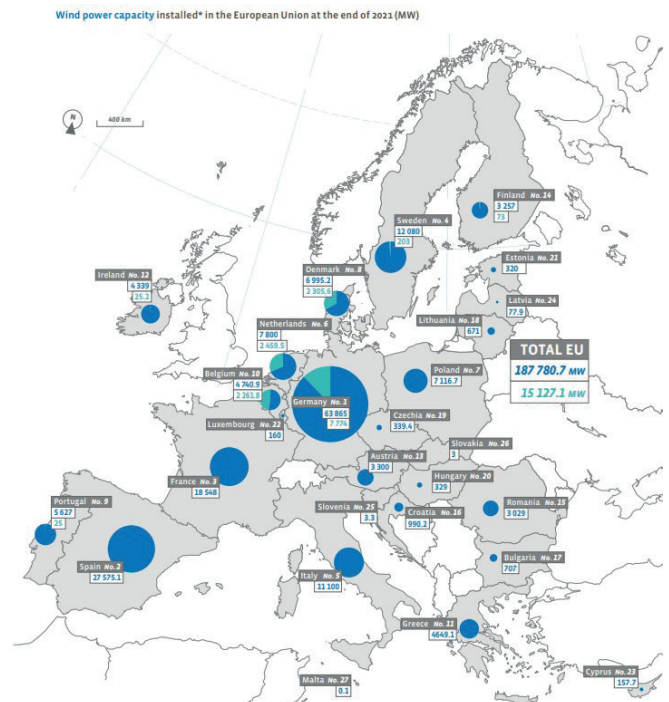 Wind power capacity installed* in the European Union at the end of 2021 (MW)
N
400 km
Finland No. 14
3 257
73
Sweden No. 4
12 080
203
Estonia No. 21
320
Ireland No. 12
4 339
25.2
Denmark No. 8
6 995.2
2 305.6
Latvia No. 24
77.9
Lithuania No. 18
671
Netherlands No. 6
7 800
2 459.5
TOTAL EU
187 780.7 MW
15 127.1 MW
Belgium No. 10
4 740.9
2 261.8
Poland No. 7
7 116.7
Germany No. 1
63 865
7 774
Czechia No. 19
339.4
Luxembourg No. 22
160
Slovakia No. 26
3
Austria No. 13
3 300
Hungary No. 20
329
France No. 3
18 548
Portugal No. 9
5 627
25
Slovenia No. 25
3.3
Croatia No. 16
990.2
Romania No. 15
3 029
Bulgaria No. 17
707
Spain No. 2
27 575.1
Italy No. 5
11 100
Greece No. 11
4649.1
Malta No. 27
0.1
Cyprus No. 23
157.7